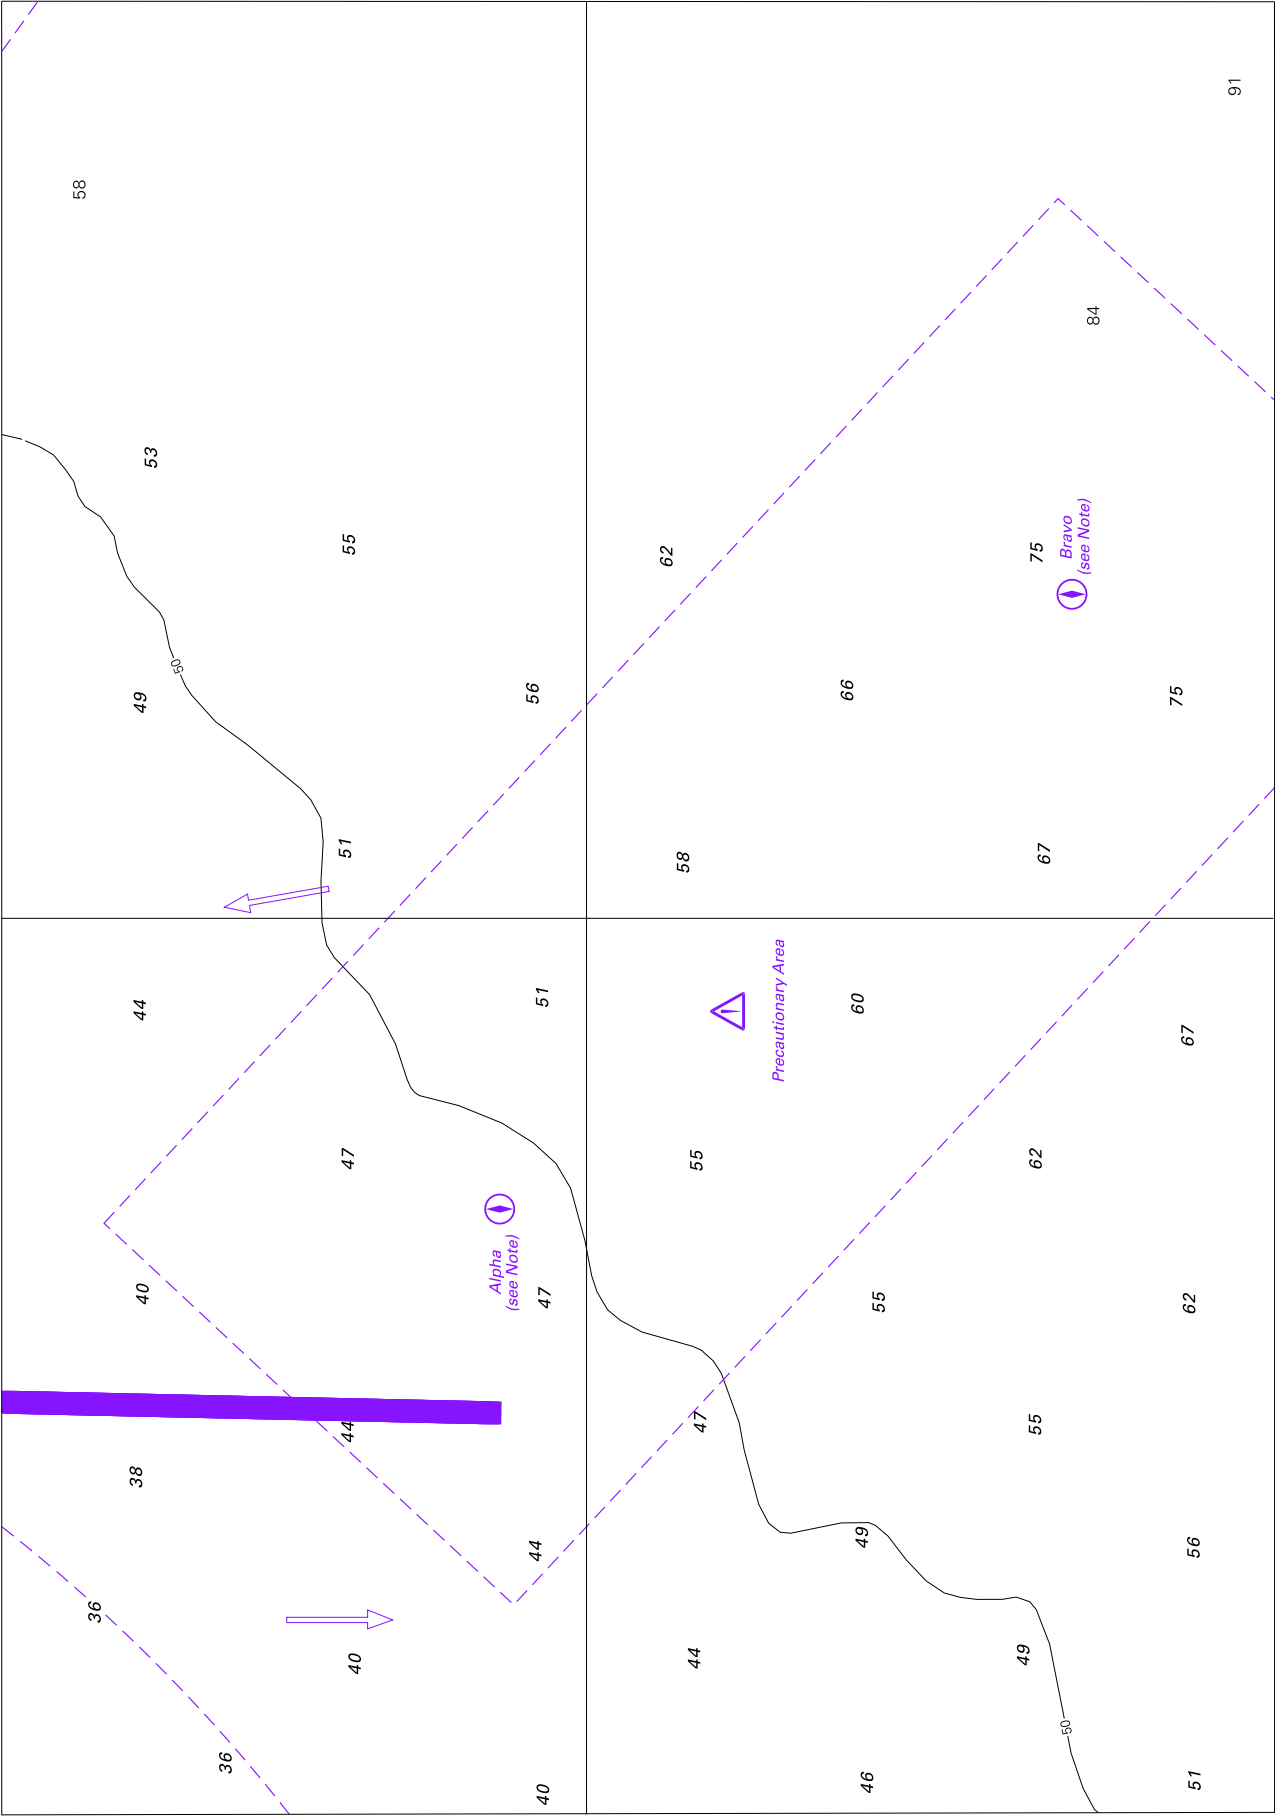 58
36
38 40 44 49 53
50
36
40 44 47 51 55
Alpha
(see Note)
40 44 47 51 56
62
44 47 55 58
Precautionary Area
46 49 55 60 66
49 55 62 67 75
50
Bravo
(see Note)
84
51 56 62 67 75
91